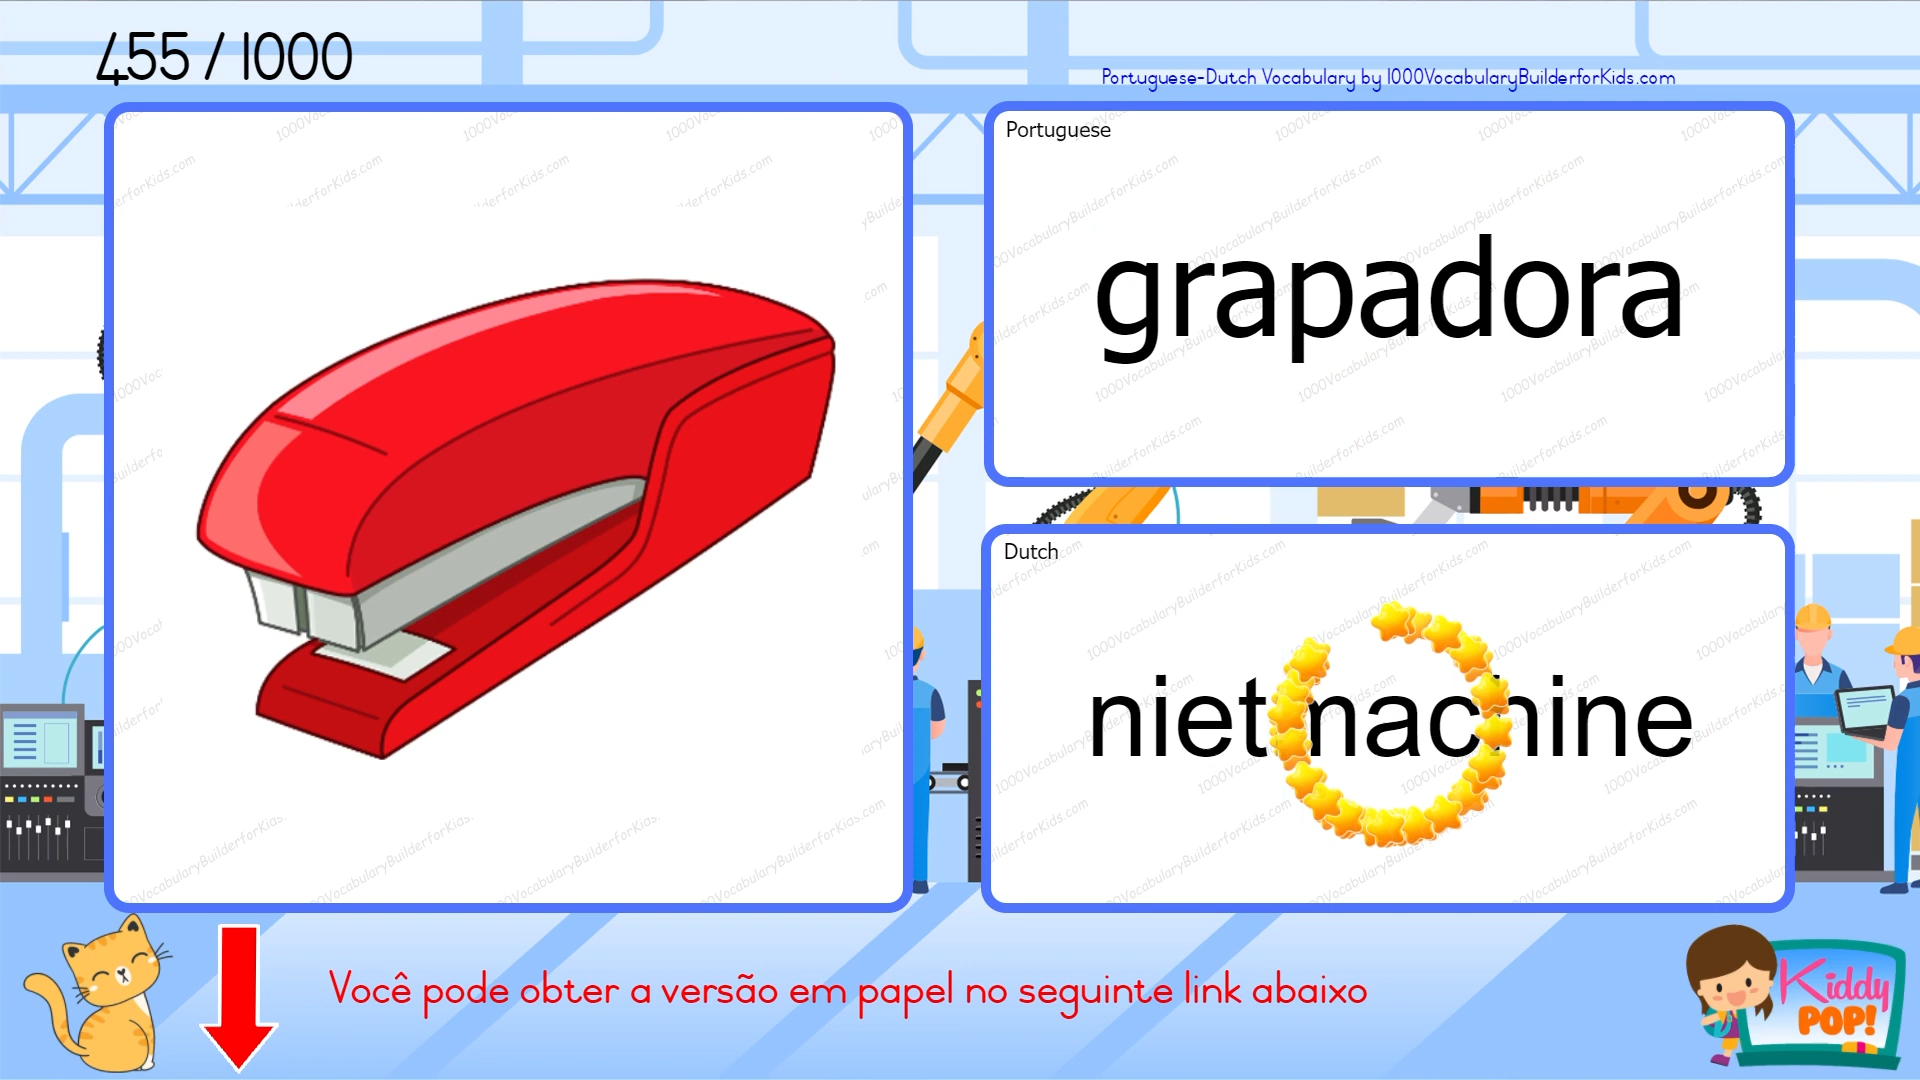 455 / 1000
Portuguese-Dutch Vocabulary by 1000VocabularyBuilderforKids.com
Portuguese
grapadora
Dutch
nietmachine
Você pode obter a versão em papel no seguinte link abaixo
Kiddy
POP!